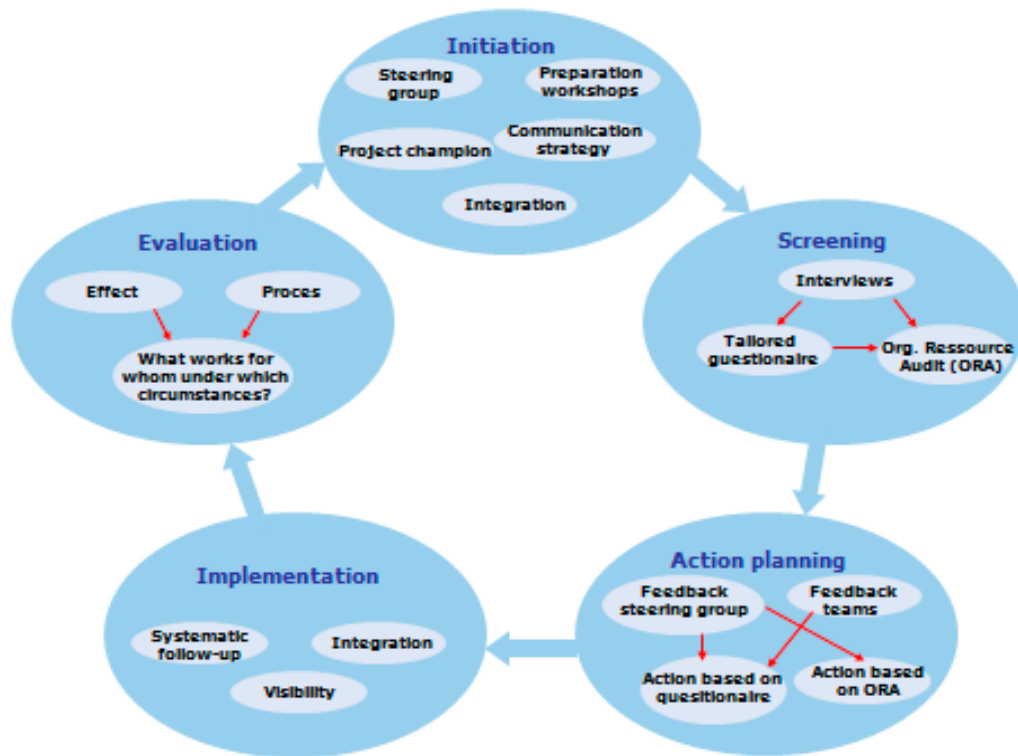 Initiation
Steering
group
Preparation
workshops
Project champion
Communication
strategy
Integration
Evaluation
Effect
Proces
What works for
whom under which
circumstances?
Screening
Interviews
Tailored
guestionaire
Org. Ressource
Audit (ORA)
Implementation
Systematic
follow-up
Integration
Visibility
Action planning
Feedback
steering group
Feedback
teams
Action based on
quesitionaire
Action based
on ORA